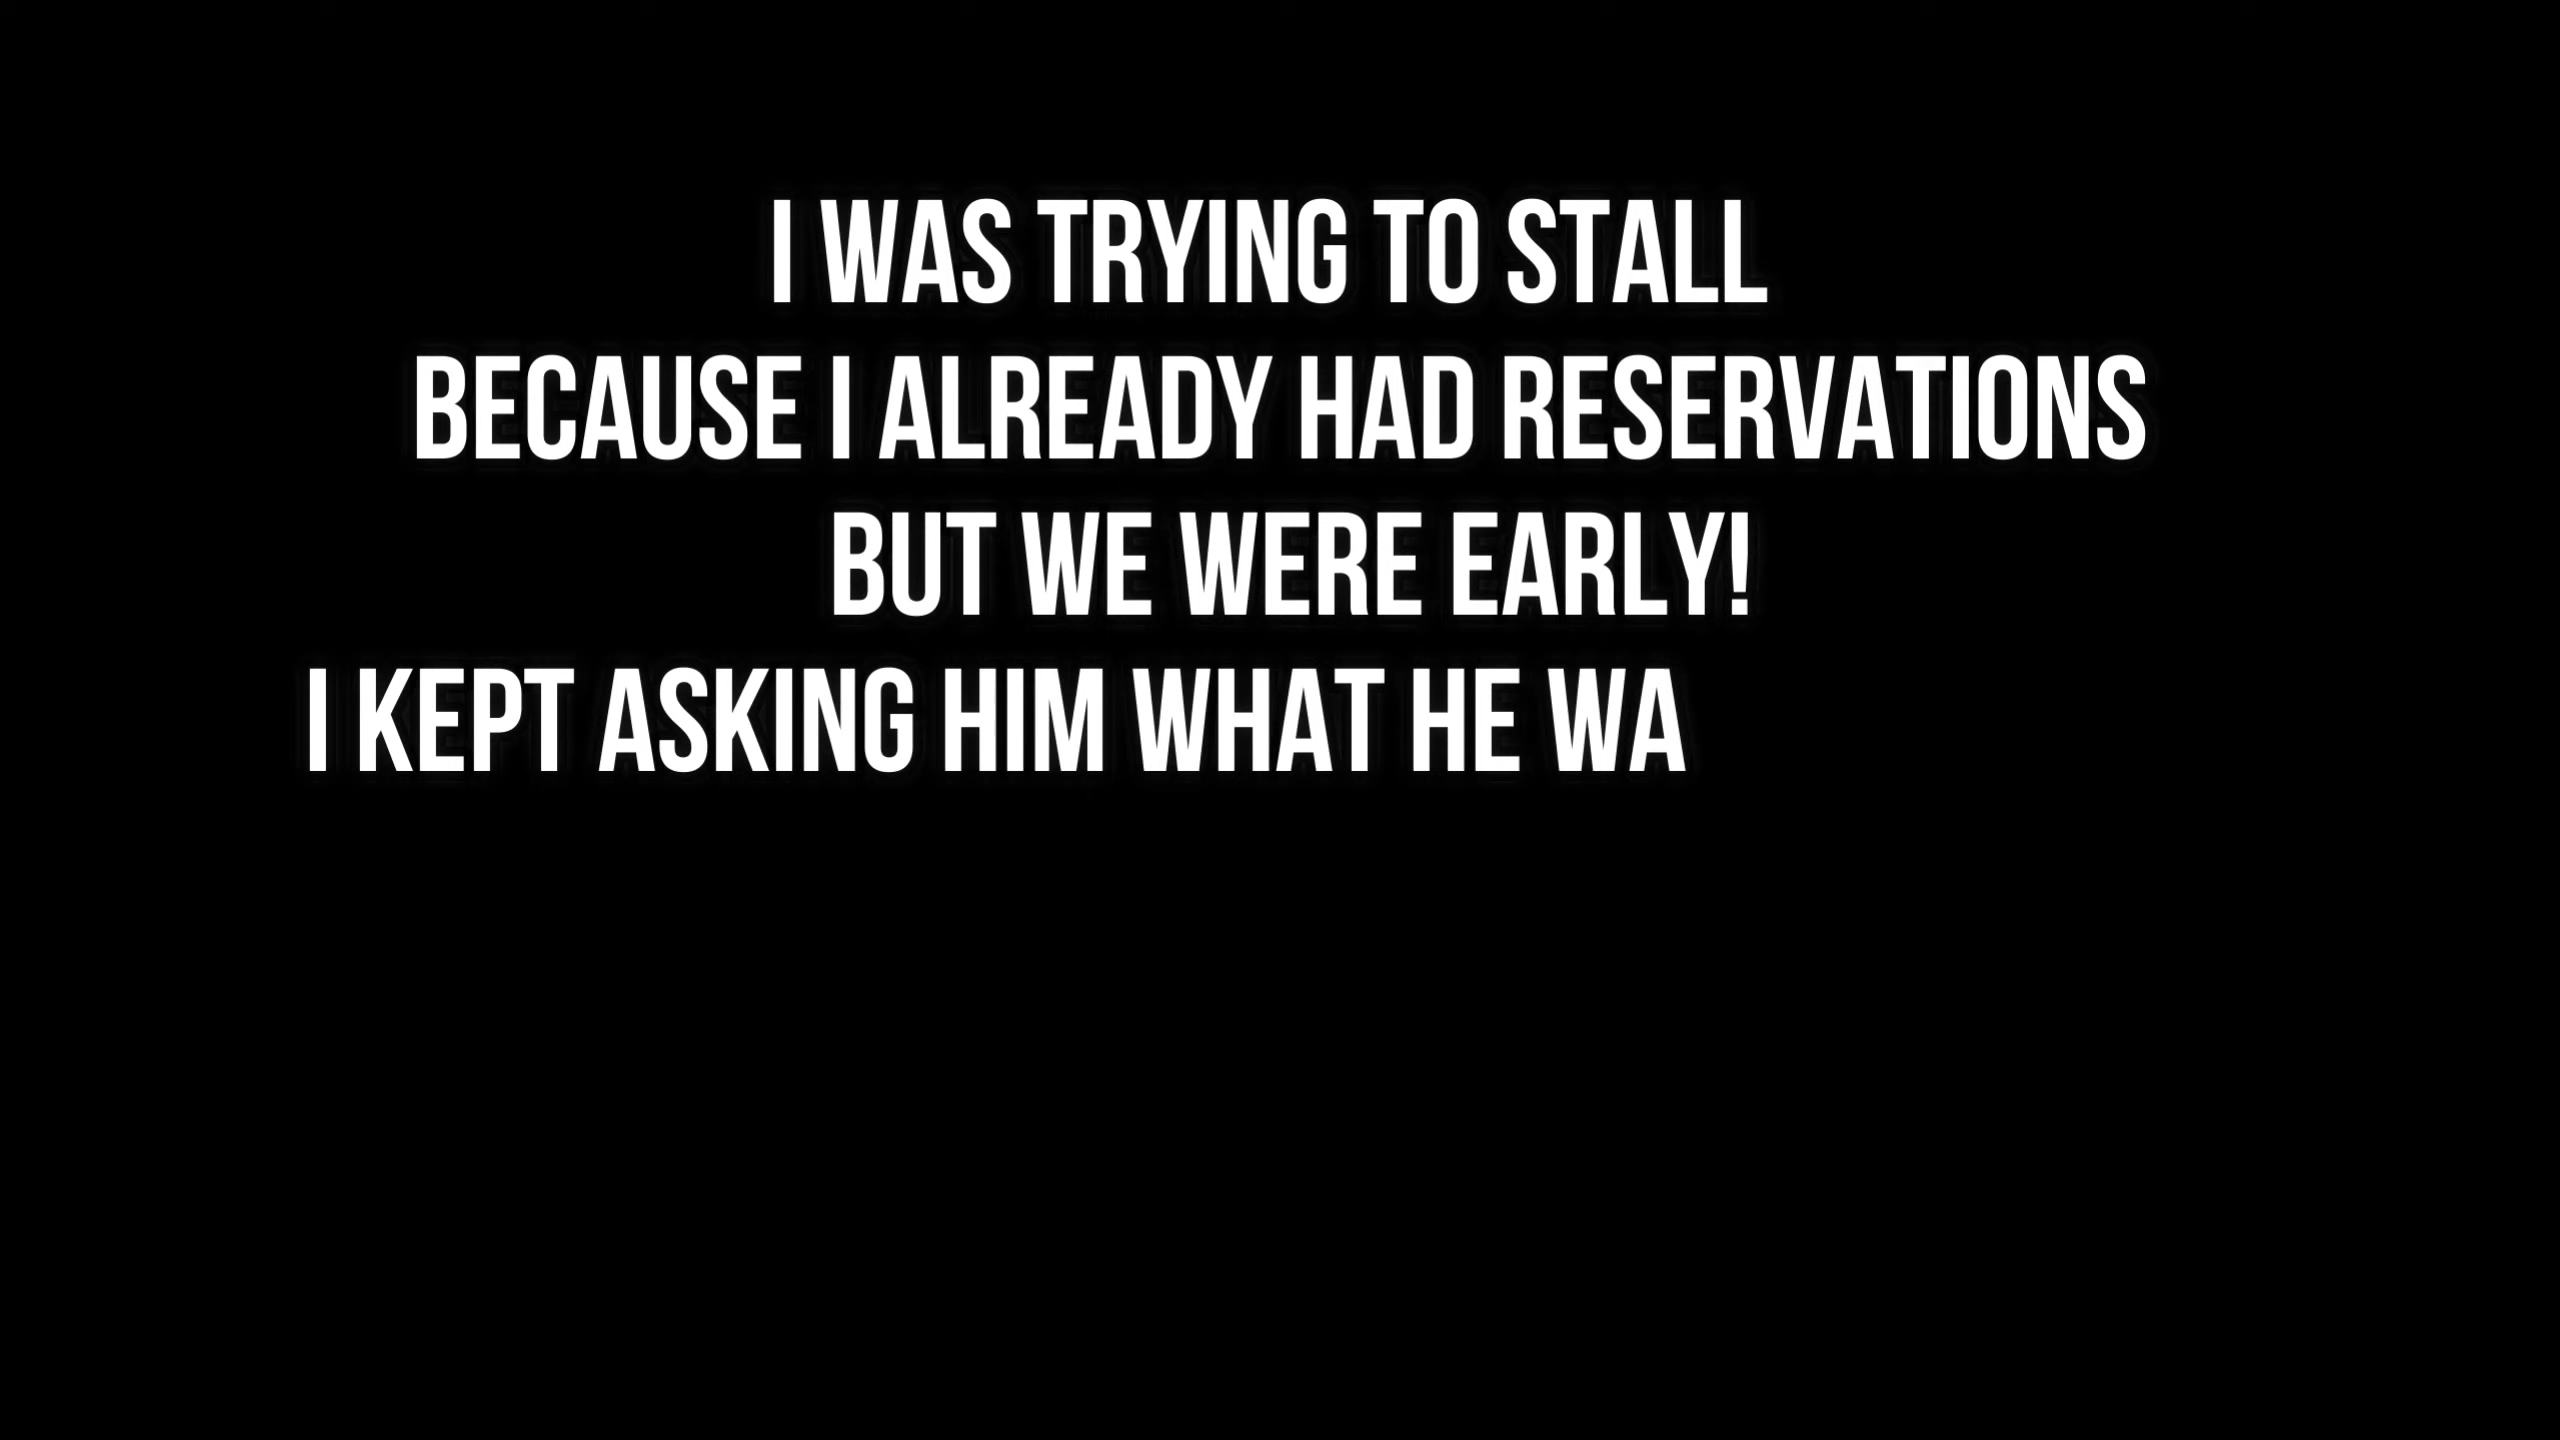 I WAS TRYING TO STALL
BECAUSE I ALREADY HAD RESERVATIONS
BUT WE WERE EARLY!
I KEPT ASKING HIM WHAT HE WA